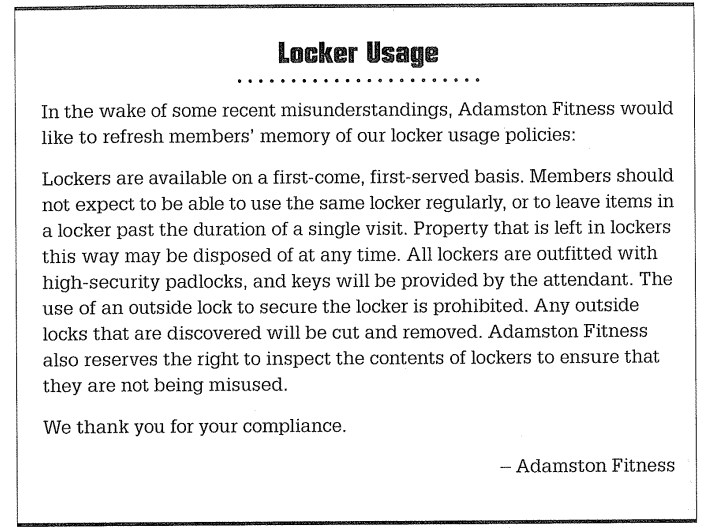 Locker Usage
In the wake of some recent misunderstandings, Adamston Fitness would
like to refresh members' memory of our locker usage policies:
Lockers are available on a first-come, first-served basis. Members should
not expect to be able to use the same locker regularly, or to leave items in
a locker past the duration of a single visit. Property that is left in lockers
this way may be disposed of at any time. All lockers are outfitted with
high-security padlocks, and keys will be provided by the attendant. The
use of an outside lock to secure the locker is prohibited. Any outside
locks that are discovered will be cut and removed. Adamston Fitness
also reserves the right to inspect the contents of lockers to ensure that
they are not being misused.
We thank you for your compliance.
– Adamston Fitness